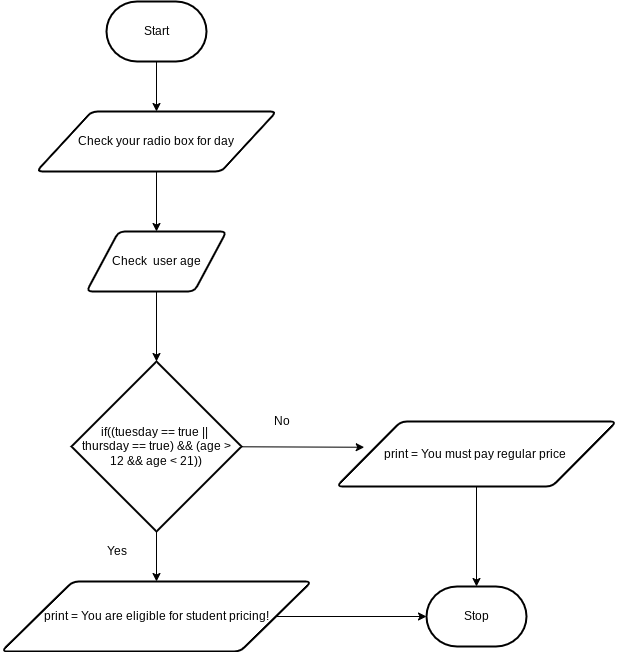 Start
Check your radio box for day
Check  user age
if((tuesday == true ||
thursday == true) && (age >
12 && age < 21))
No
print = You must pay regular price
Yes
print = You are eligible for student pricing!
Stop